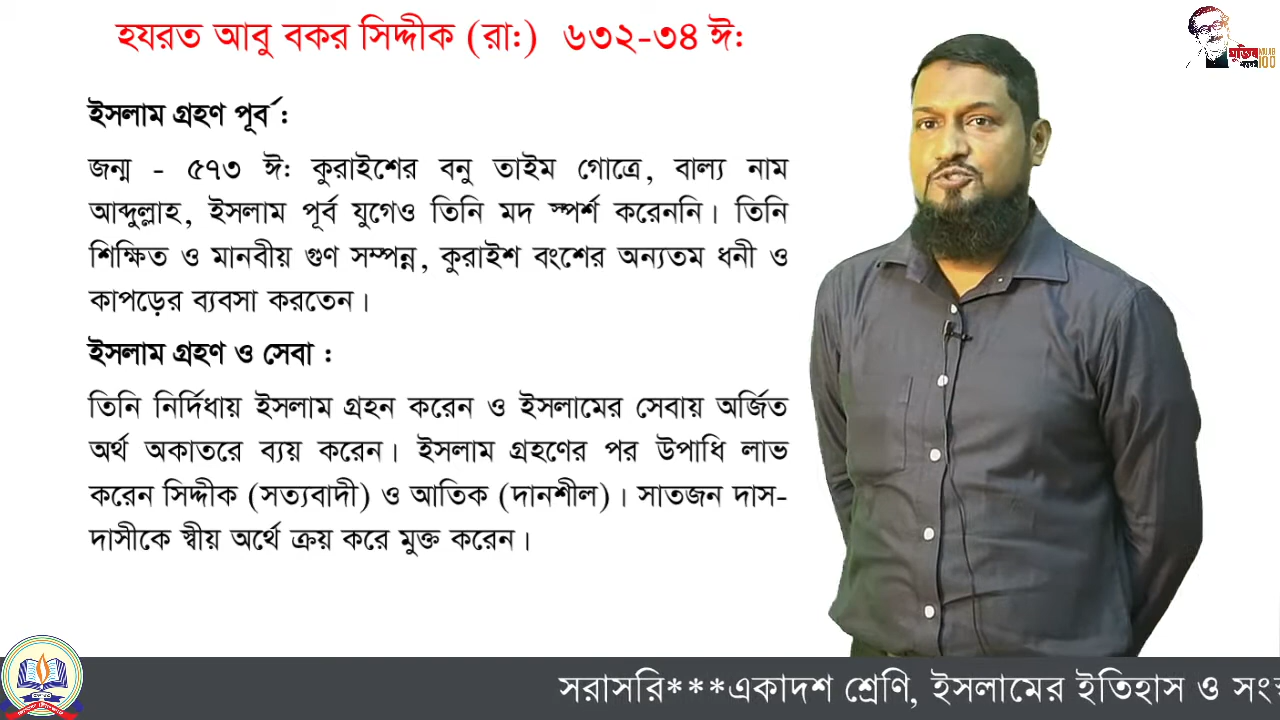 হযরত আবু বকর সিদ্দীক (রা:) ৬৩২-৩৪ ঈ:
মুজিব
MUJIB
100
ইসলাম গ্রহণ পূর্ব :
জন্ম - ৫৭৩ ঈ: কুরাইশের বনু তাইম গোত্রে, বাল্য নাম
আব্দুল্লাহ, ইসলাম পূর্ব যুগেও তিনি মদ স্পর্শ করেননি। তিনি
শিক্ষিত ও মানবীয় গুণ সম্পন্ন, কুরাইশ বংশের অন্যতম ধনী ও
কাপড়ের ব্যবসা করতেন।
ইসলাম গ্রহণ ও সেবা :
তিনি নির্দিধায় ইসলাম গ্রহন করেন ও ইসলামের সেবায় অর্জিত
অর্থ অকাতরে ব্যয় করেন। ইসলাম গ্রহণের পর উপাধি লাভ
করেন সিদ্দীক (সত্যবাদী) ও আতিক (দানশীল)। সাতজন দাস-
দাসীকে স্বীয় অর্থে ক্রয় করে মুক্ত করেন।
সরাসরি***একাদশ শ্রেণি, ইসলামের ইতিহাস ও সংস